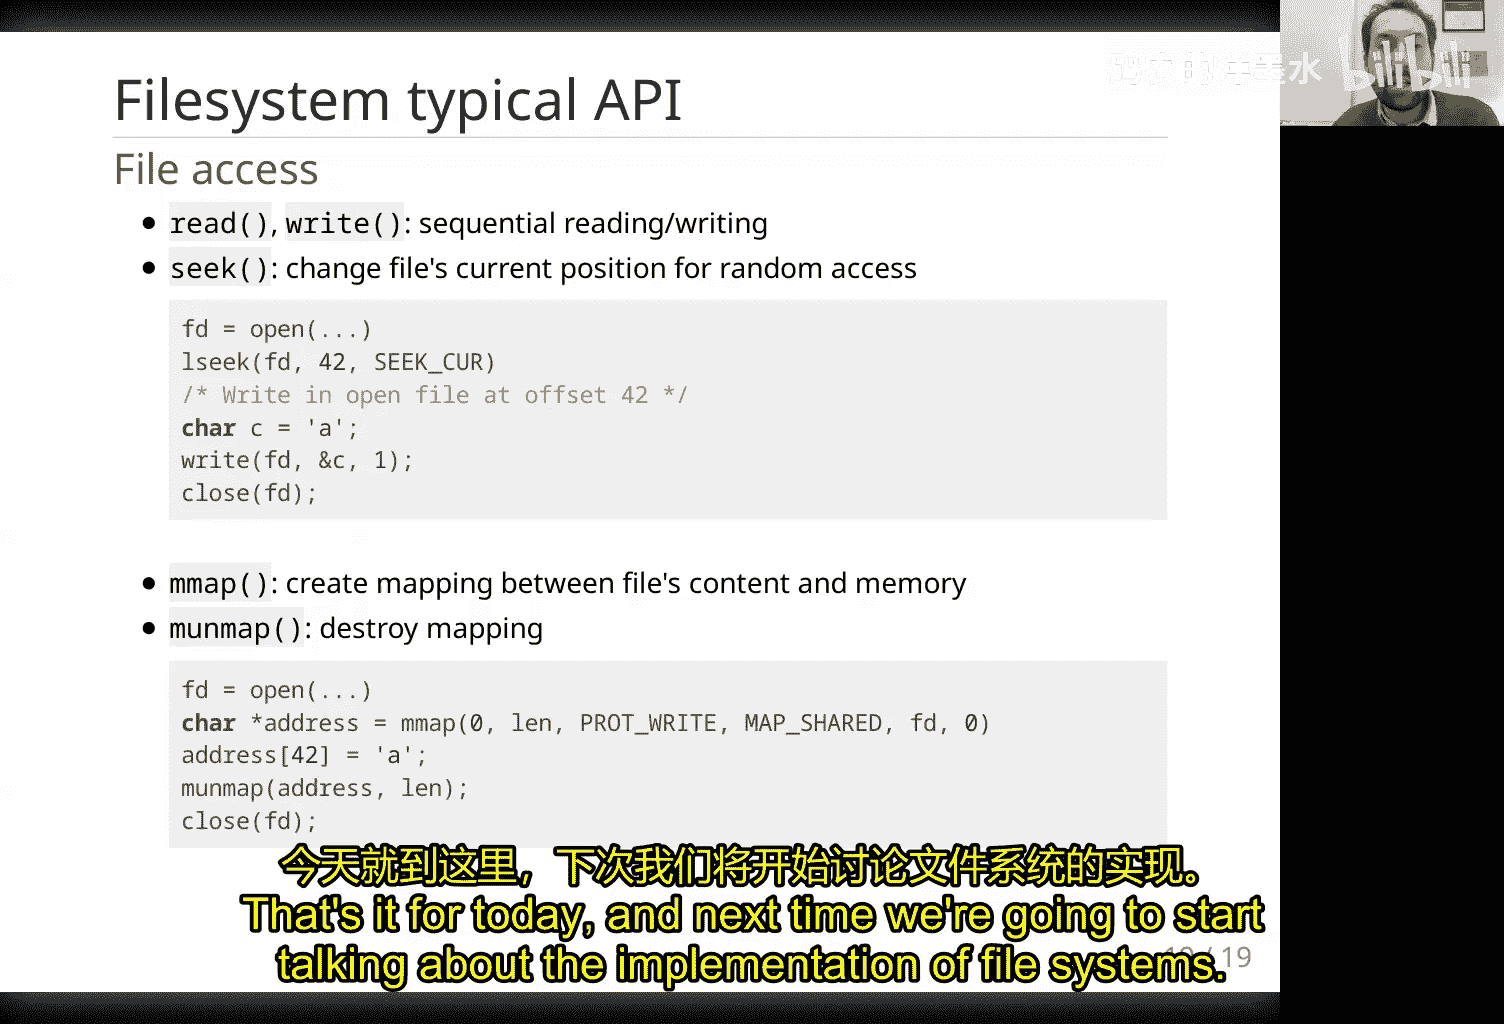 Filesystem typical API
File access
read(), write(): sequential reading/writing
seek(): change file's current position for random access
fd = open(...)
lseek(fd, 42, SEEK_CUR)
/* Write in open file at offset 42 */
char c = 'a';
write(fd, &c, 1);
close(fd);
mmap(): create mapping between file's content and memory
munmap(): destroy mapping
fd = open(...)
char *address = mmap(0, len, PROT_WRITE, MAP_SHARED, fd, 0)
address[42] = 'a';
munmap(address, len);
close(fd);
今天就到这里，下次我们将开始讨论文件系统的实现。
That's it for today, and next time we're going to start
talking about the implementation of file systems.
19 / 19
bilibili